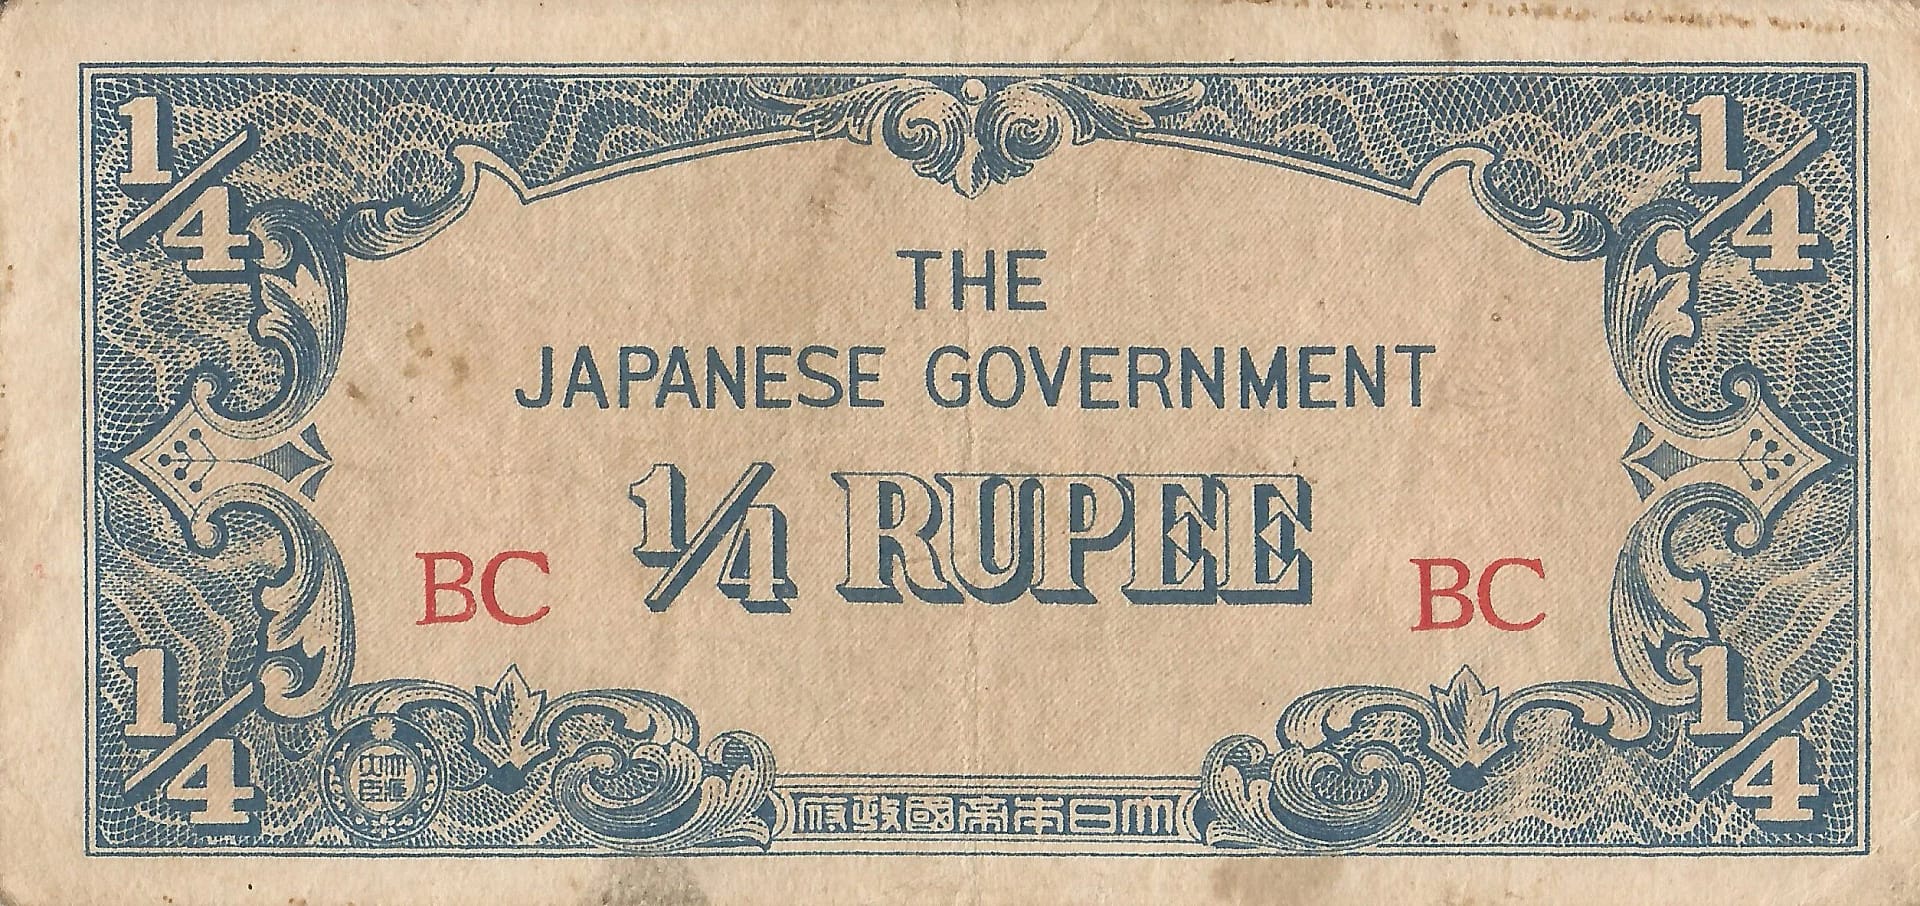 1/4 1/4
THE
JAPANESE GOVERNMENT
1/4 RUPEE
BC BC
1/4 1/4
大日本帝國政府